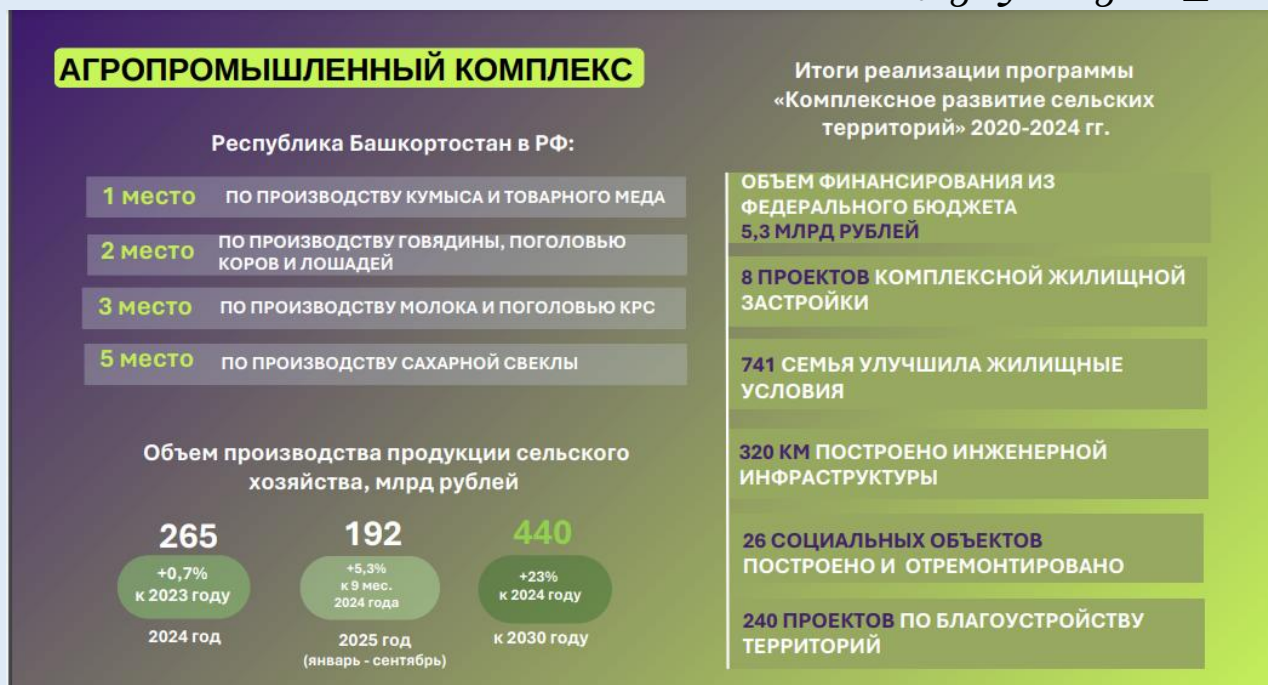 АГРОПРОМЫШЛЕННЫЙ КОМПЛЕКС
Республика Башкортостан в РФ:
1 место ПО ПРОИЗВОДСТВУ КУМЫСА И ТОВАРНОГО МЕДА
2 место ПО ПРОИЗВОДСТВУ ГОВЯДИНЫ, ПОГОЛОВЬЮ
КОРОВ И ЛОШАДЕЙ
3 место ПО ПРОИЗВОДСТВУ МОЛОКА И ПОГОЛОВЬЮ КРС
5 место ПО ПРОИЗВОДСТВУ САХАРНОЙ СВЕКЛЫ
Объем производства продукции сельского
хозяйства, млрд рублей
265
+0,7%
к 2023 году
2024 год
192
+5,3%
к 9 мес.
2024 года
2025 год
(январь - сентябрь)
440
+23%
к 2024 году
к 2030 году
Итоги реализации программы
«Комплексное развитие сельских
территорий» 2020-2024 гг.
ОБЪЕМ ФИНАНСИРОВАНИЯ ИЗ
ФЕДЕРАЛЬНОГО БЮДЖЕТА
5,3 МЛРД РУБЛЕЙ
8 ПРОЕКТОВ КОМПЛЕКСНОЙ ЖИЛИЩНОЙ
ЗАСТРОЙКИ
741 СЕМЬЯ УЛУЧШИЛА ЖИЛИЩНЫЕ
УСЛОВИЯ
320 КМ ПОСТРОЕНО ИНЖЕНЕРНОЙ
ИНФРАСТРУКТУРЫ
26 СОЦИАЛЬНЫХ ОБЪЕКТОВ
ПОСТРОЕНО И ОТРЕМОНТИРОВАНО
240 ПРОЕКТОВ ПО БЛАГОУСТРОЙСТВУ
ТЕРРИТОРИЙ